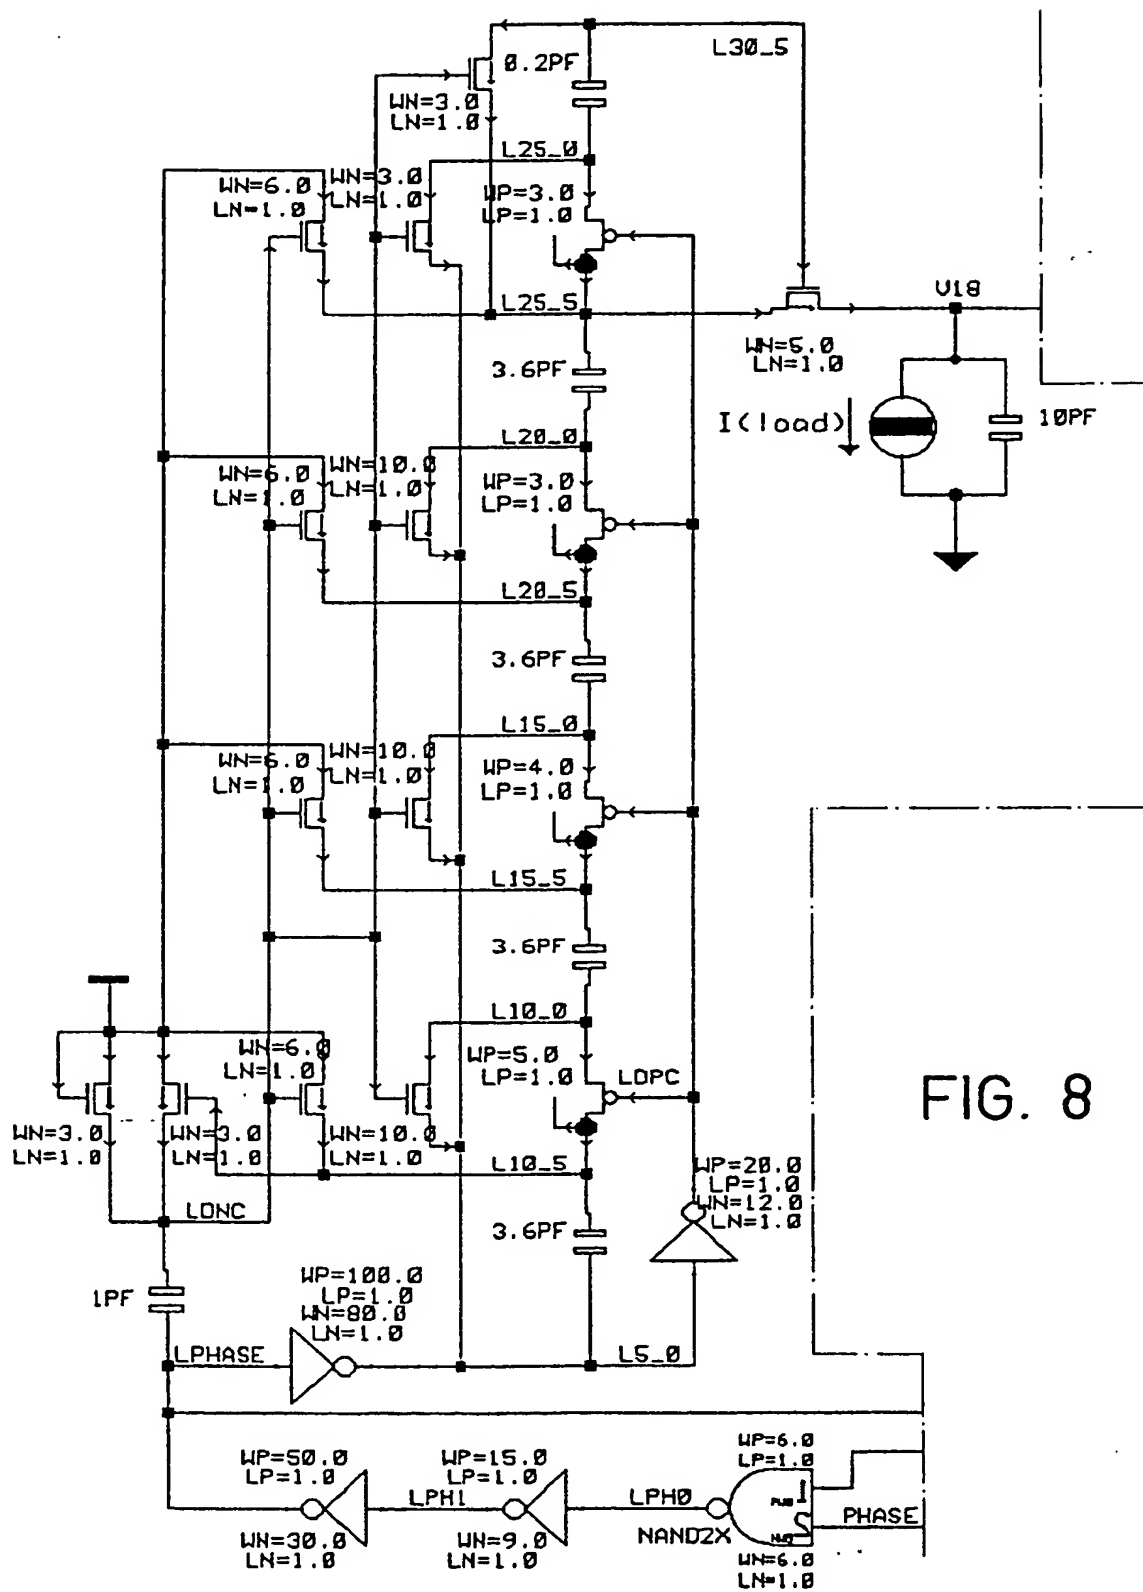 L30_5
0.2PF
WN=3.0
LN=1.0
L25_0
WN=6.0
LN=1.0
WN=3.0
LN=1.0
WP=3.0
LP=1.0
L25_5
V18
WN=5.0
LN=1.0
3.6PF
I(load)
10PF
L20_0
WN=6.0
LN=1.0
WN=10.0
LN=1.0
WP=3.0
LP=1.0
L20_5
3.6PF
L15_0
WN=6.0
LN=1.0
WN=10.0
LN=1.0
WP=4.0
LP=1.0
L15_5
3.6PF
L10_0
WN=6.0
LN=1.0
WP=5.0
LP=1.0
LDPC
FIG. 8
WN=3.0
LN=1.0
WN=3.0
LN=1.0
WN=10.0
LN=1.0
L10_5
WP=20.0
LP=1.0
WN=12.0
LN=1.0
LDNC
3.6PF
1PF
WP=100.0
LP=1.0
WN=80.0
LN=1.0
LPHASE
L5_0
WP=50.0
LP=1.0
WP=15.0
LP=1.0
WP=6.0
LP=1.0
LPH1
LPH0
PHASE
NAND2X
WN=30.0
LN=1.0
WN=9.0
LN=1.0
WN=6.0
LN=1.0